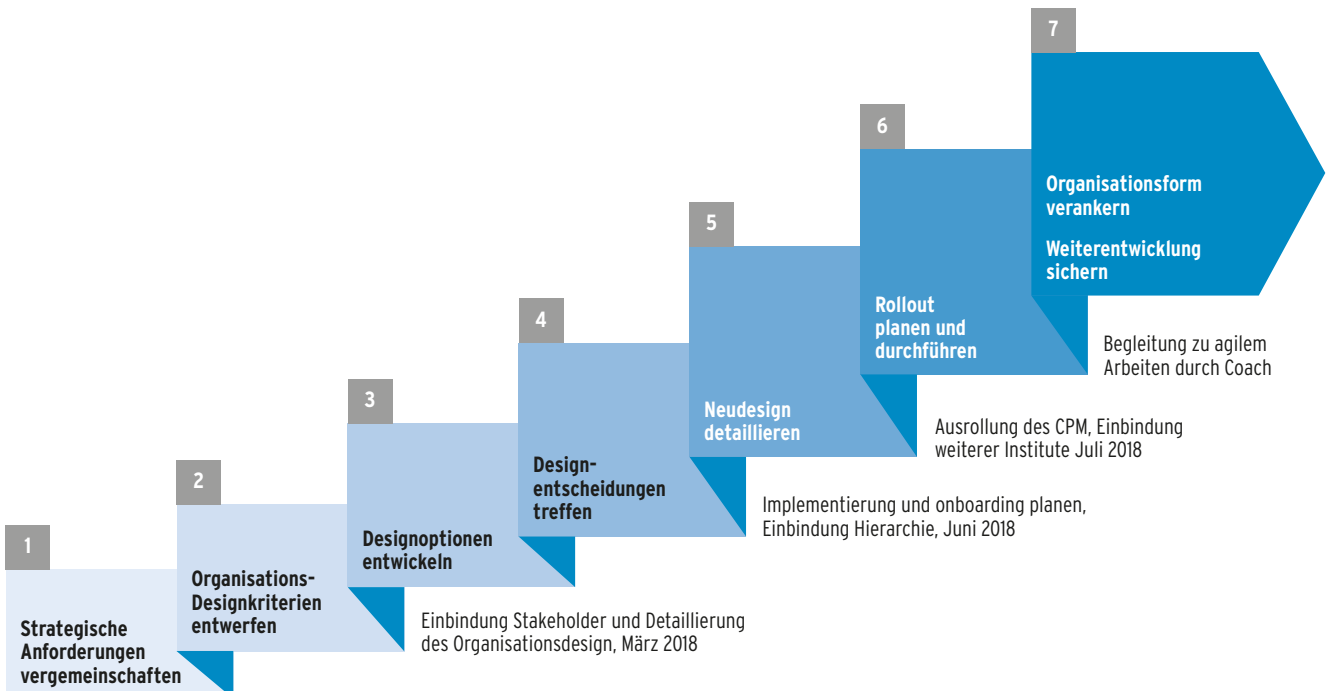 1
Strategische
Anforderungen
vergemeinschaften
2
Organisations-
Designkriterien
entwerfen
3
Designoptionen
entwickeln
Einbindung Stakeholder und Detaillierung
des Organisationsdesign, März 2018
4
Design-
entscheidungen
treffen
5
Neudesign
detaillieren
Implementierung und onboarding planen,
Einbindung Hierarchie, Juni 2018
6
Rollout
planen und
durchführen
Ausrollung des CPM, Einbindung
weiterer Institute Juli 2018
7
Organisationsform
verankern
Weiterentwicklung
sichern
Begleitung zu agilem
Arbeiten durch Coach